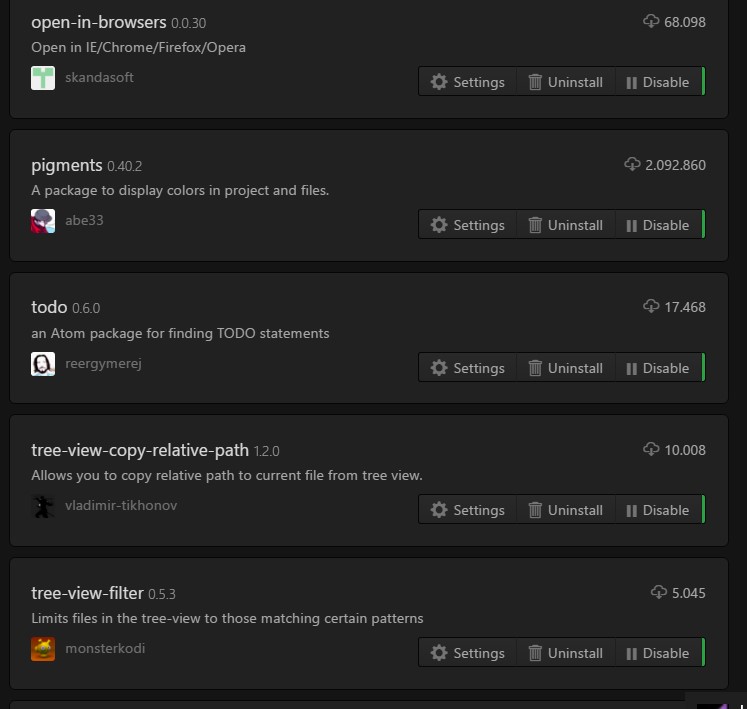 open-in-browsers 0.0.30 68.098
Open in IE/Chrome/Firefox/Opera
skandasoft Settings Uninstall Disable
pigments 0.40.2 2.092.860
A package to display colors in project and files.
abe33 Settings Uninstall Disable
todo 0.6.0 17.468
an Atom package for finding TODO statements
reergymerej Settings Uninstall Disable
tree-view-copy-relative-path 1.2.0 10.008
Allows you to copy relative path to current file from tree view.
vladimir-tikhonov Settings Uninstall Disable
tree-view-filter 0.5.3 5.045
Limits files in the tree-view to those matching certain patterns
monsterkodi Settings Uninstall Disable